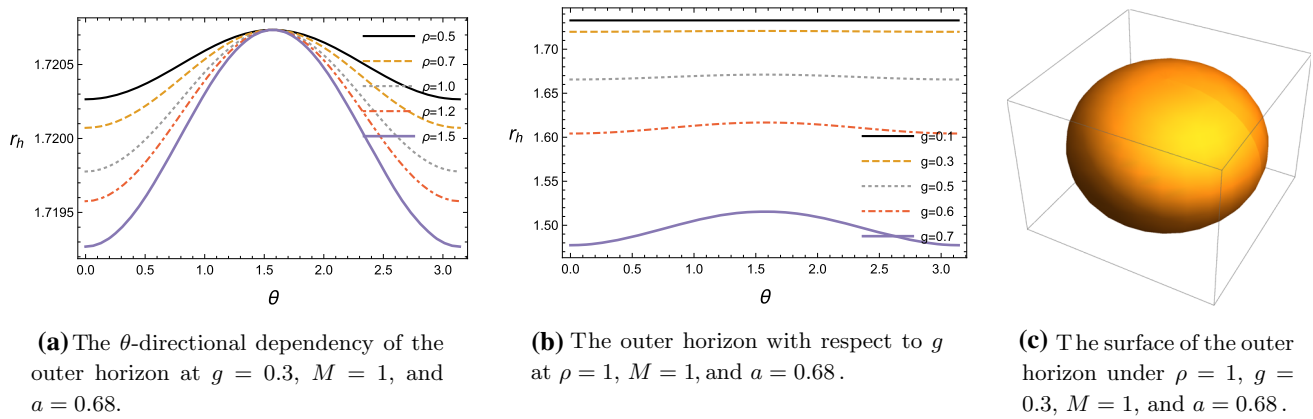 ρ=0.5
ρ=0.7
ρ=1.0
ρ=1.2
ρ=1.5
1.7205
1.7200
1.7195
r_h
0.0 0.5 1.0 1.5 2.0 2.5 3.0
θ
1.70
1.65
1.60
1.55
1.50
r_h
g=0.1
g=0.3
g=0.5
g=0.6
g=0.7
0.0 0.5 1.0 1.5 2.0 2.5 3.0
θ
(a) The θ-directional dependency of the
outer horizon at g = 0.3, M = 1, and
a = 0.68.
(b) The outer horizon with respect to g
at ρ = 1, M = 1, and a = 0.68 .
(c) The surface of the outer
horizon under ρ = 1, g =
0.3, M = 1, and a = 0.68 .